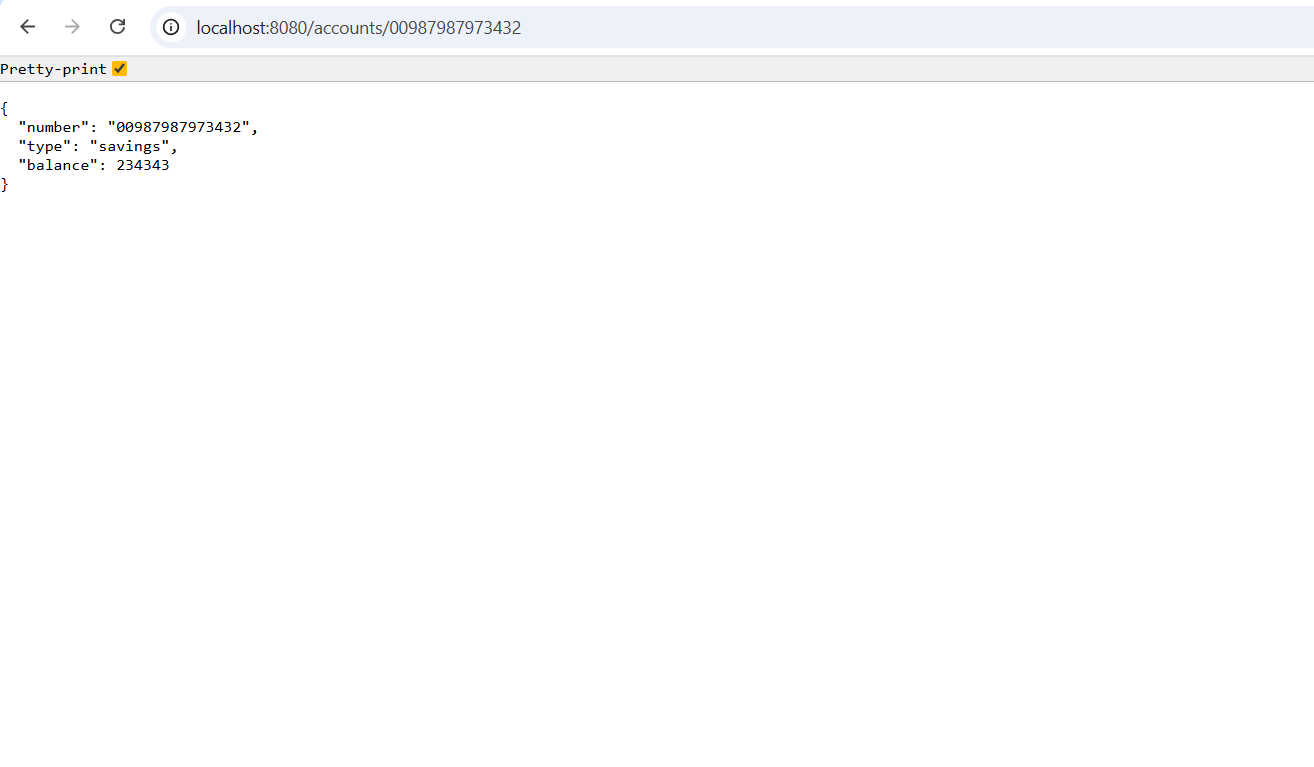 localhost:8080/accounts/00987987973432
Pretty-print
{
  "number": "00987987973432",
  "type": "savings",
  "balance": 234343
}